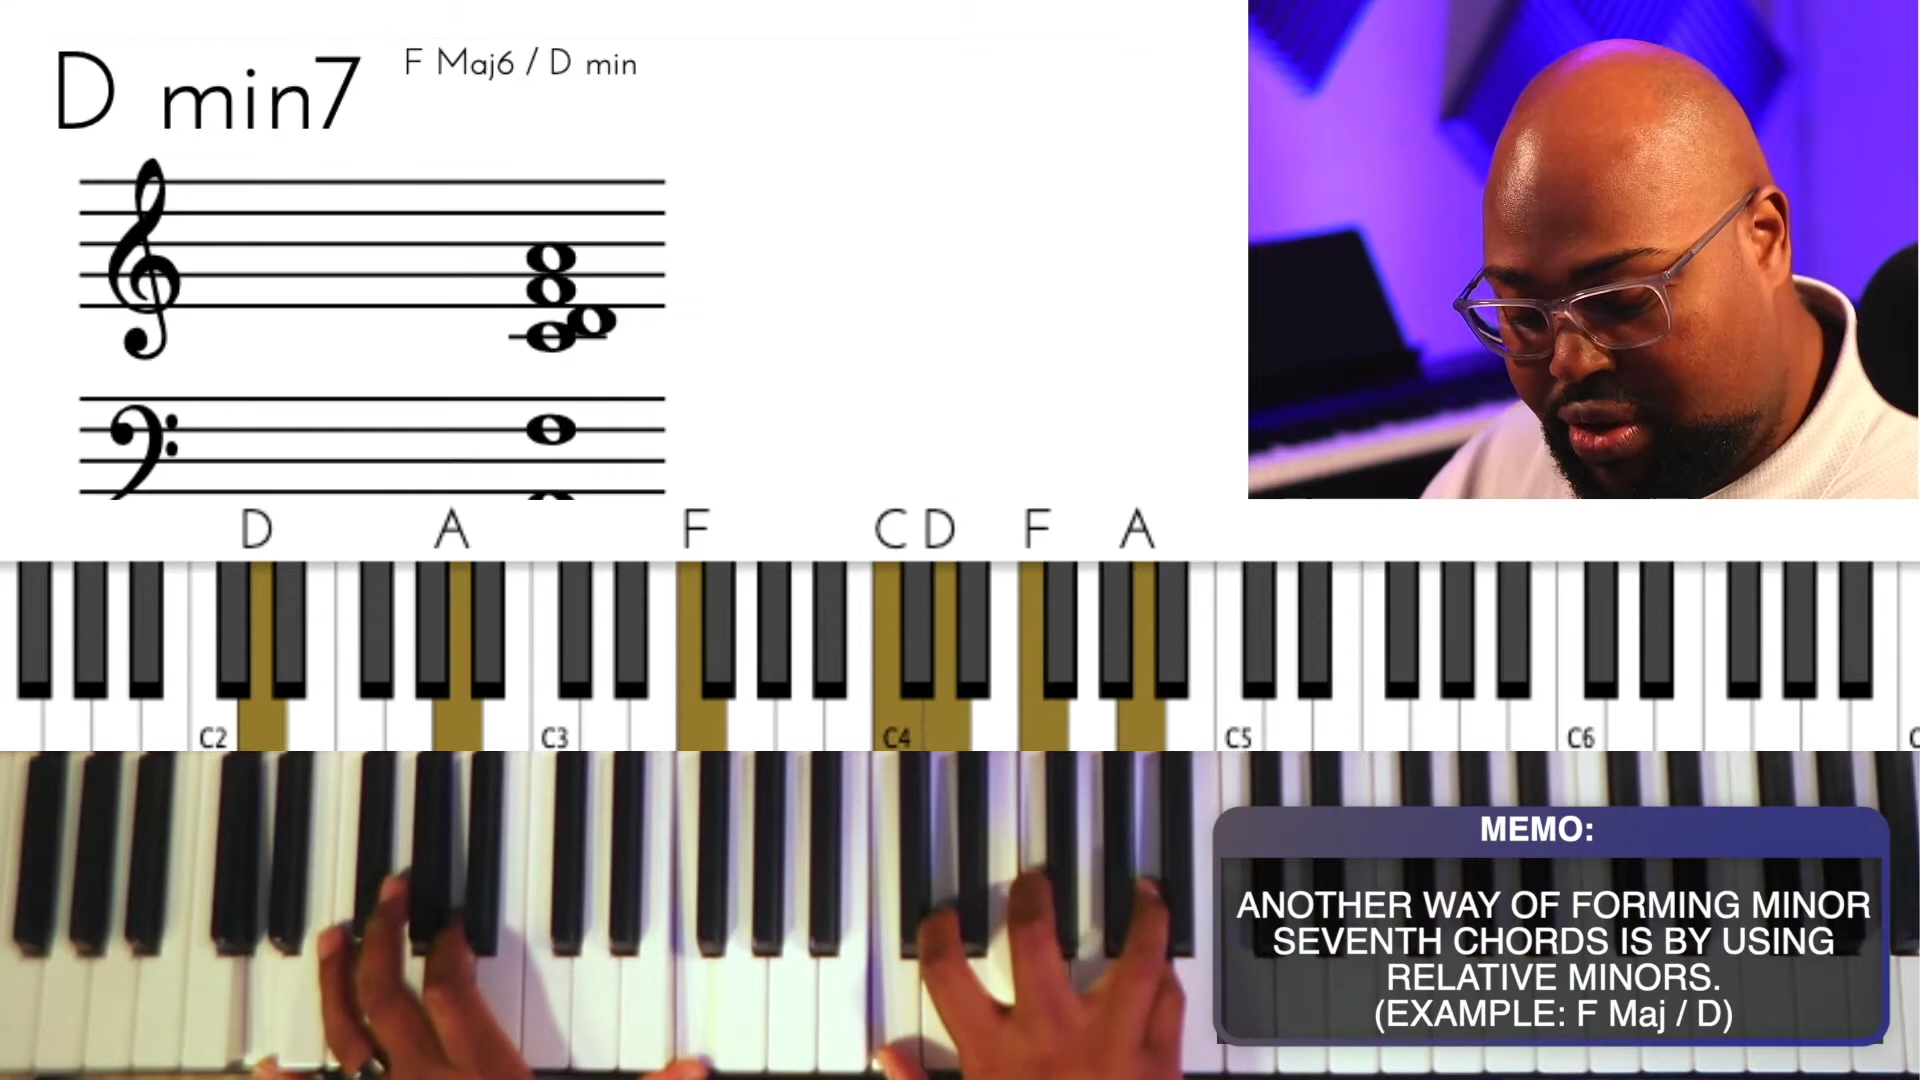 D min7 F Maj6 / D min
D A F C D F A
C2 C3 C4 C5 C6 C
MEMO:
ANOTHER WAY OF FORMING MINOR
SEVENTH CHORDS IS BY USING
RELATIVE MINORS.
(EXAMPLE: F Maj / D)